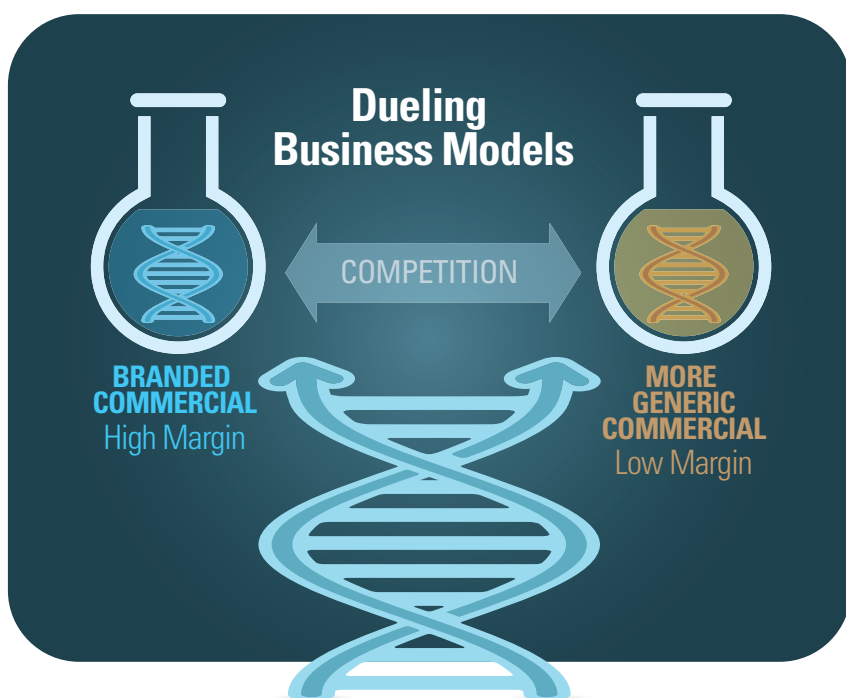 Dueling
Business Models
COMPETITION
BRANDED
COMMERCIAL
High Margin
MORE
GENERIC
COMMERCIAL
Low Margin